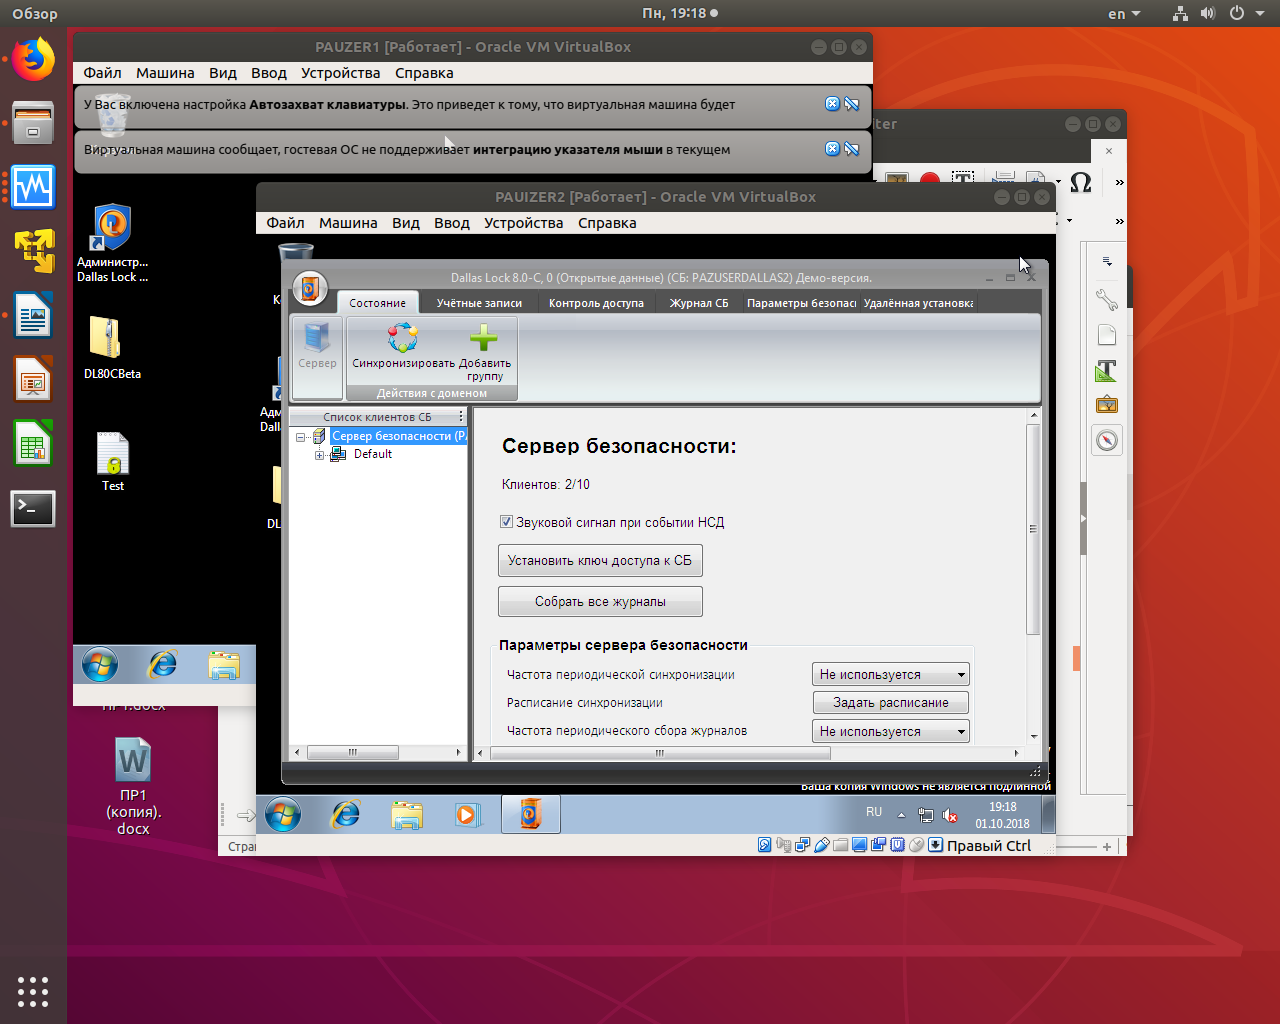 Обзор
Пн, 19:18
en
PAUZER1 [Работает] - Oracle VM VirtualBox
Файл Машина Вид Ввод Устройства Справка
У Вас включена настройка Автозахват клавиатуры. Это приведет к тому, что виртуальная машина будет
Виртуальная машина сообщает, гостевая ОС не поддерживает интеграцию указателя мыши в текущем
iter
PAUIZER2 [Работает] - Oracle VM VirtualBox
Файл Машина Вид Ввод Устройства Справка
Админист...
Dallas Lock ...
DL80CBeta
Test
Dallas Lock 8.0-C, 0 (Открытые данные) (СБ: PAZUSERDALLAS2) Демо-версия.
Состояние Учётные записи Контроль доступа Журнал СБ Параметры безопас Удалённая установка
Сервер
Синхронизировать
Добавить группу
Действия с доменом
Список клиентов СБ
Сервер безопасности (P
Default
Сервер безопасности:
Клиентов: 2/10
Звуковой сигнал при событии НСД
Установить ключ доступа к СБ
Собрать все журналы
Параметры сервера безопасности
Частота периодической синхронизации Не используется
Расписание синхронизации Задать расписание
Частота периодического сбора журналов Не используется
Ваша копия Windows не является подлинной
RU
19:18
01.10.2018
Правый Ctrl
ПР1.docx
ПР1
(копия).
docx
Стра